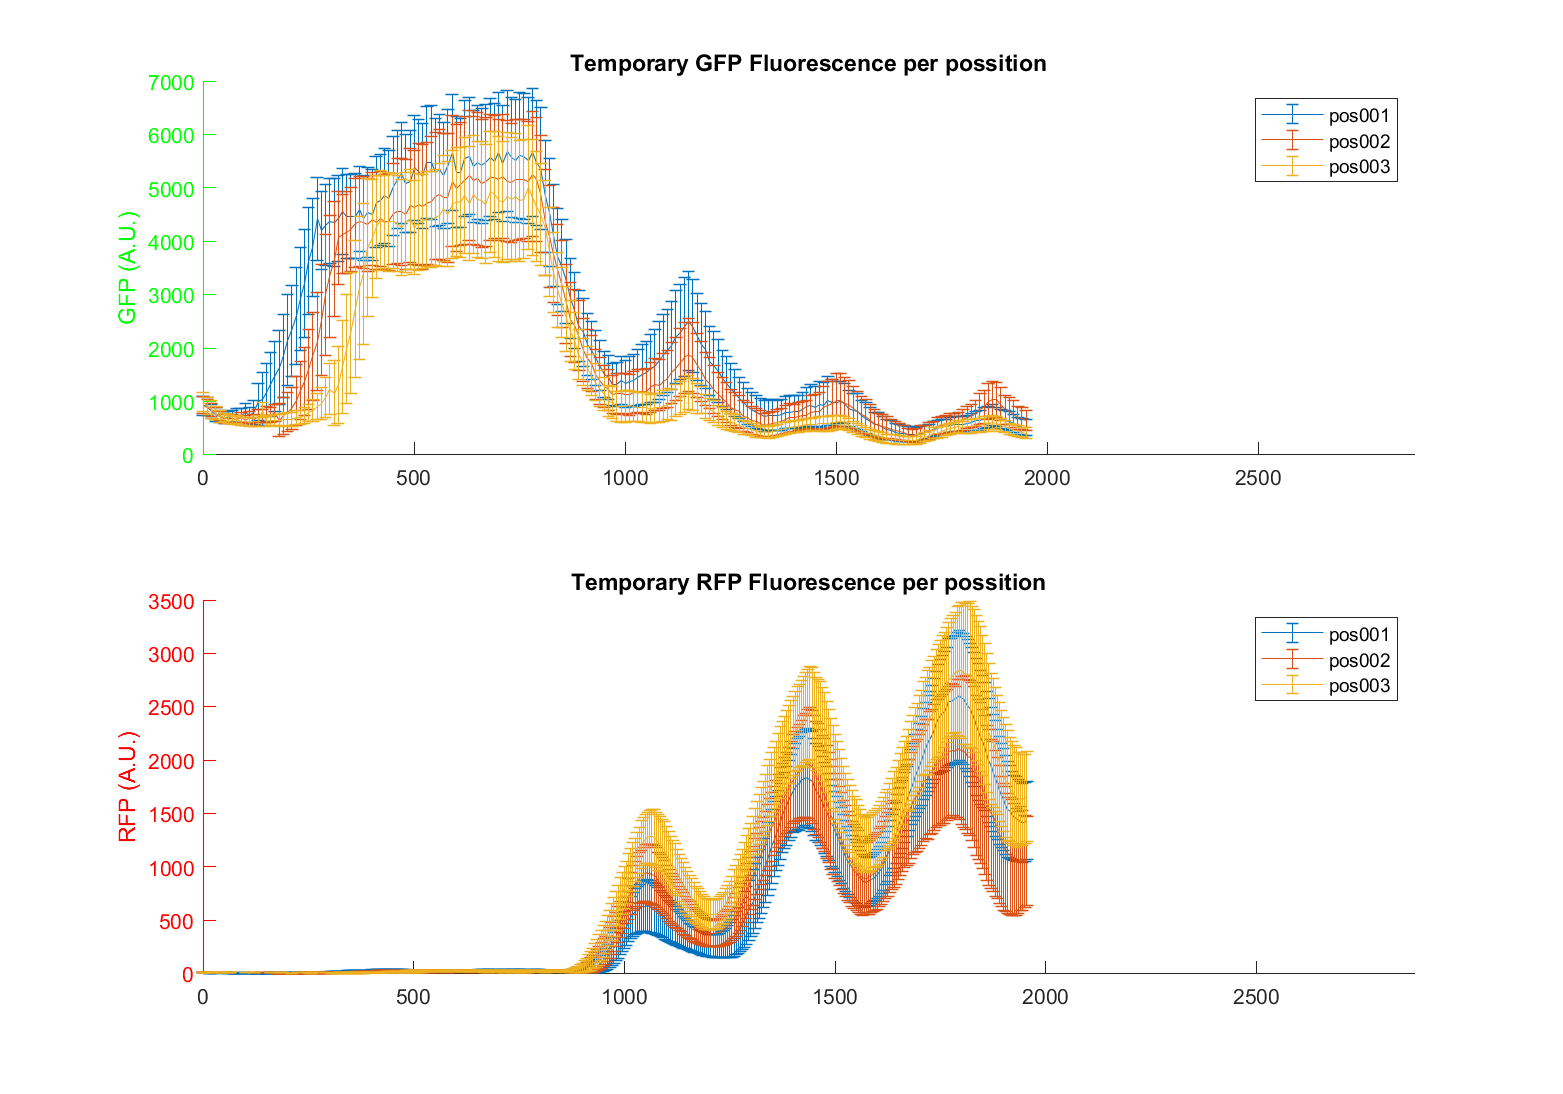 Temporary GFP Fluorescence per possition
7000
6000
5000
4000
3000
2000
1000
0
GFP (A.U.)
pos001
pos002
pos003
0 500 1000 1500 2000 2500
Temporary RFP Fluorescence per possition
3500
3000
2500
2000
1500
1000
500
0
RFP (A.U.)
pos001
pos002
pos003
0 500 1000 1500 2000 2500